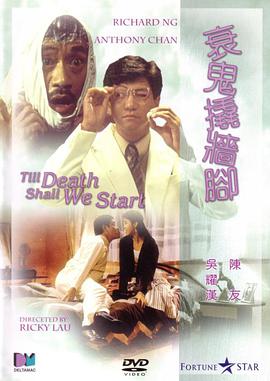 RICHARD NG
ANTHONY CHAN
衰鬼撬牆腳
Till Death
Shall We Start
吳耀漢
陳友
DIRECETED BY
RICKY LAU
DELTAMAC
DVD
VIDEO
FORTUNE STAR